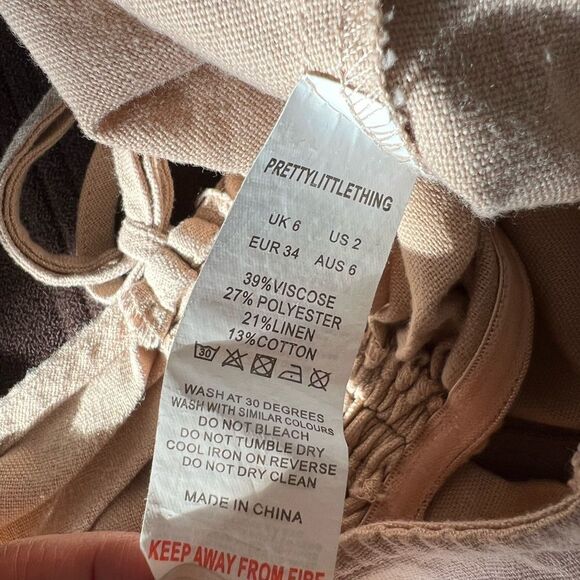 PRETTYLITTLETHING
UK 6 US 2
EUR 34 AUS 6
39%VISCOSE
27% POLYESTER
21%LINEN
13%COTTON
30
WASH AT 30 DEGREES
WASH WITH SIMILAR COLOURS
DO NOT BLEACH
DO NOT TUMBLE DRY
COOL IRON ON REVERSE
DO NOT DRY CLEAN
MADE IN CHINA
KEEP AWAY FROM FIRE